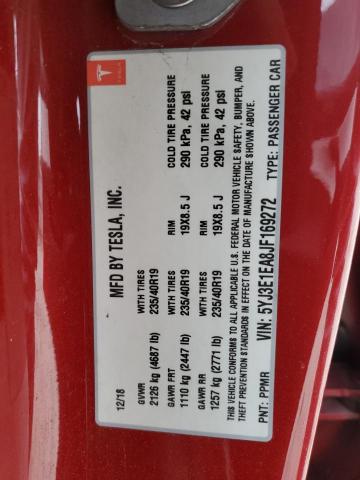 TESLA
MFD BY TESLA, INC.
12/18
GVWR WITH TIRES RIM COLD TIRE PRESSURE
2126 kg (4687 lb) 235/40R19 19X8.5 J 290 kPa, 42 psi
GAWR FRT WITH TIRES RIM COLD TIRE PRESSURE
1110 kg (2447 lb) 235/40R19 19X8.5 J 290 kPa, 42 psi
GAWR RR
1257 kg (2771 lb) 235/40R19
THIS VEHICLE CONFORMS TO ALL APPLICABLE U.S. FEDERAL MOTOR VEHICLE SAFETY, BUMPER, AND
THEFT PREVENTION STANDARDS IN EFFECT ON THE DATE OF MANUFACTURE SHOWN ABOVE.
PNT: PPMR VIN: 5YJ3E1EA8JF169272 TYPE: PASSENGER CAR